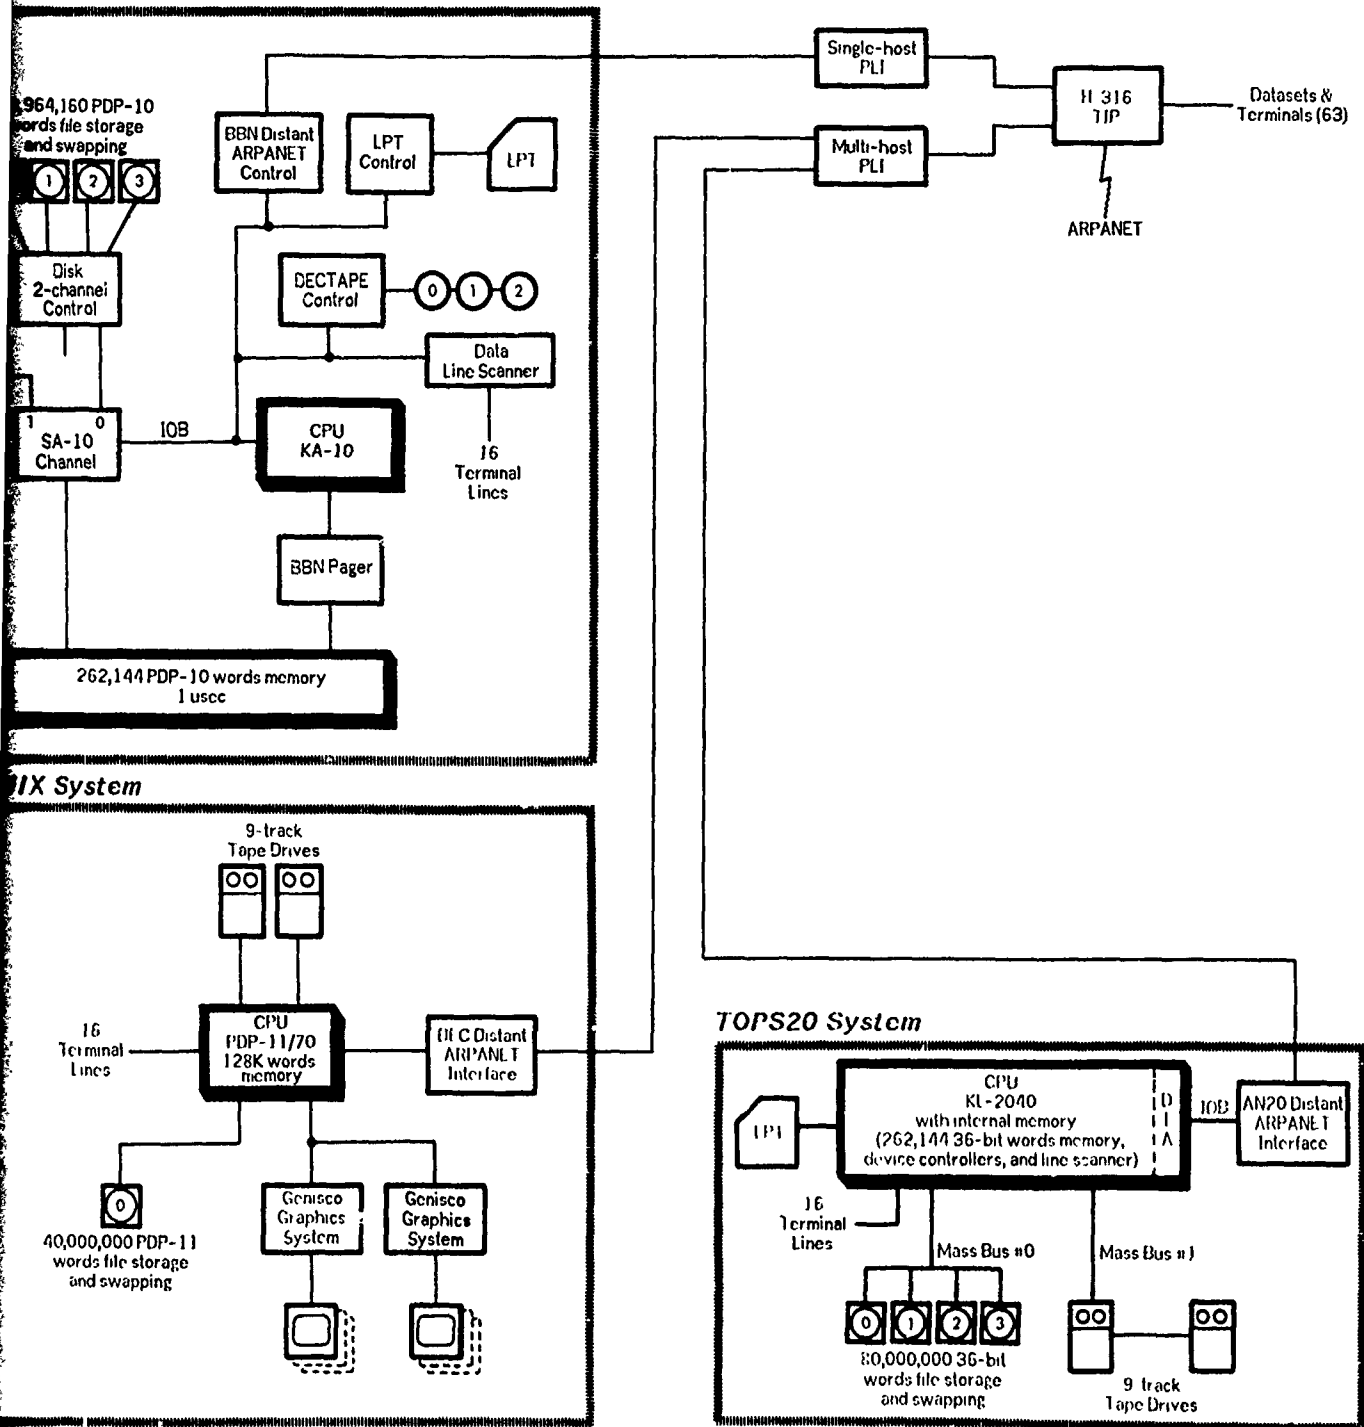 Single-host
PLI
H 316
TIP
Datasets &
Terminals (63)
Multi-host
PLI
ARPANET
964,160 PDP-10
words file storage
and swapping
1
2
3
BBN Distant
ARPANET
Control
LPT
Control
LPT
Disk
2-channel
Control
DECTAPE
Control
0
1
2
Data
Line Scanner
1
0
SA-10
Channel
IOB
CPU
KA-10
16
Terminal
Lines
BBN Pager
262,144 PDP-10 words memory
1 usec
IX System
9-track
Tape Drives
CPU
PDP-11/70
128K words
memory
16
Terminal
Lines
DEC Distant
ARPANET
Interface
0
40,000,000 PDP-11
words file storage
and swapping
Genisco
Graphics
System
Genisco
Graphics
System
TOPS20 System
LPT
CPU
KL-2040
with internal memory
(262,144 36-bit words memory,
device controllers, and line scanner)
D
I
A
IOB
AN20 Distant
ARPANET
Interface
16
Terminal
Lines
Mass Bus #0
Mass Bus #1
0
1
2
3
80,000,000 36-bit
words file storage
and swapping
9 track
Tape Drives